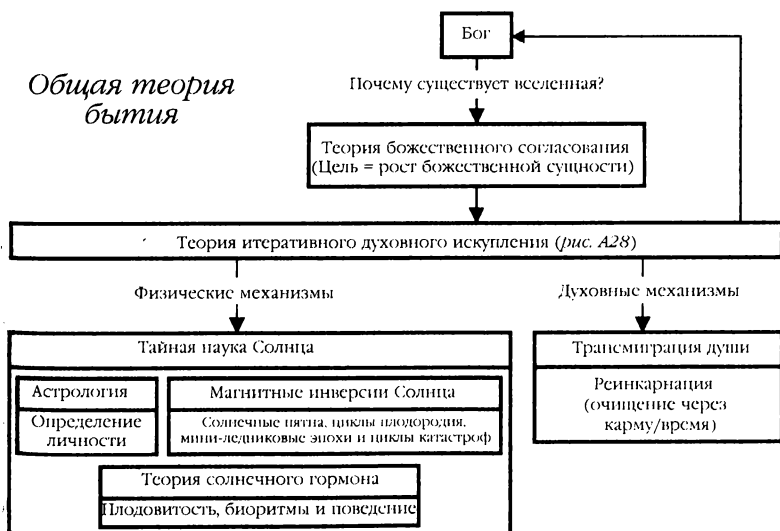 Бог
Общая теория
бытия
Почему существует вселенная?
Теория божественного согласования
(Цель = рост божественной сущности)
Теория итеративного духовного искупления (рис. А28)
Физические механизмы
Духовные механизмы
Тайная наука Солнца
Трансмиграция души
Астрология
Определение
личности
Магнитные инверсии Солнца
Солнечные пятна, циклы плодородия,
мини-ледниковые эпохи и циклы катастроф
Реинкарнация
(очищение через
карму/время)
Теория солнечного гормона
Плодовитость, биоритмы и поведение